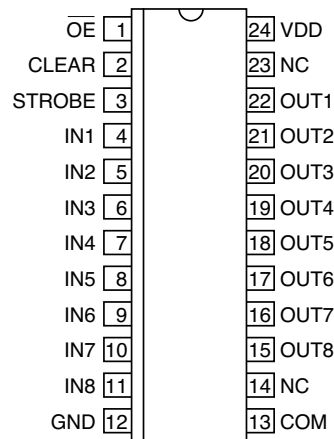 O̅E̅ 1 24 VDD
CLEAR 2 23 NC
STROBE 3 22 OUT1
IN1 4 21 OUT2
IN2 5 20 OUT3
IN3 6 19 OUT4
IN4 7 18 OUT5
IN5 8 17 OUT6
IN6 9 16 OUT7
IN7 10 15 OUT8
IN8 11 14 NC
GND 12 13 COM